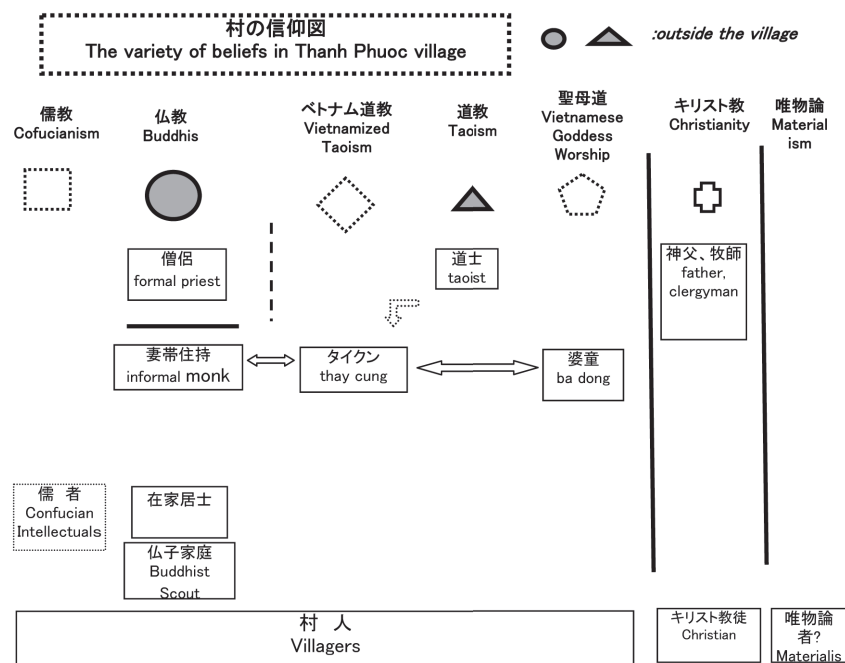 村の信仰図
The variety of beliefs in Thanh Phuoc village
:outside the village
儒教
Cofucianism
仏教
Buddhis
ベトナム道教
Vietnamized
Taoism
道教
Taoism
聖母道
Vietnamese
Goddess
Worship
キリスト教
Christianity
唯物論
Material
ism
僧侶
formal priest
道士
taoist
神父、牧師
father,
clergyman
妻帯住持
informal monk
タイクン
thay cung
婆童
ba dong
儒 者
Confucian
Intellectuals
在家居士
仏子家庭
Buddhist
Scout
村 人
Villagers
キリスト教徒
Christian
唯物論
者?
Materialis